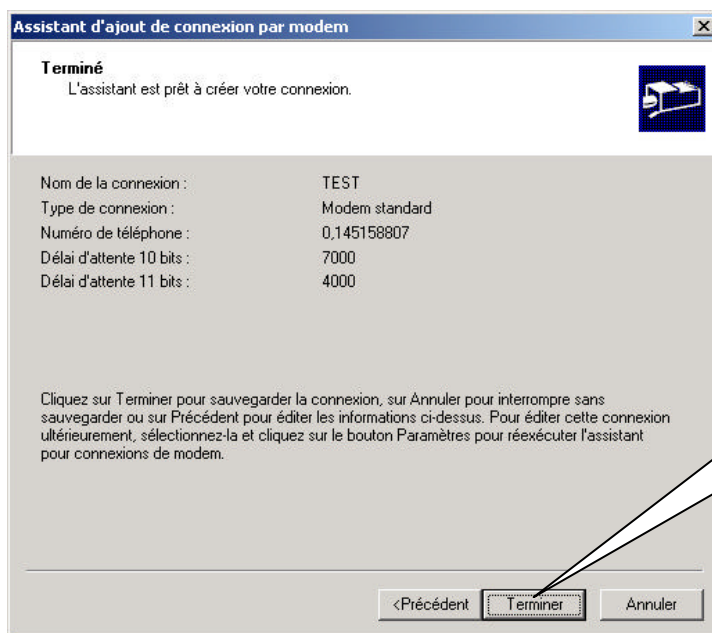 Assistant d'ajout de connexion par modem
Terminé
L'assistant est prêt à créer votre connexion.
Nom de la connexion : TEST
Type de connexion : Modem standard
Numéro de téléphone : 0,145158807
Délai d'attente 10 bits : 7000
Délai d'attente 11 bits : 4000
Cliquez sur Terminer pour sauvegarder la connexion, sur Annuler pour interrompre sans
sauvegarder ou sur Précédent pour éditer les informations ci-dessus. Pour éditer cette connexion
ultérieurement, sélectionnez-la et cliquez sur le bouton Paramètres pour réexécuter l'assistant
pour connexions de modem.
<Précédent Terminer Annuler